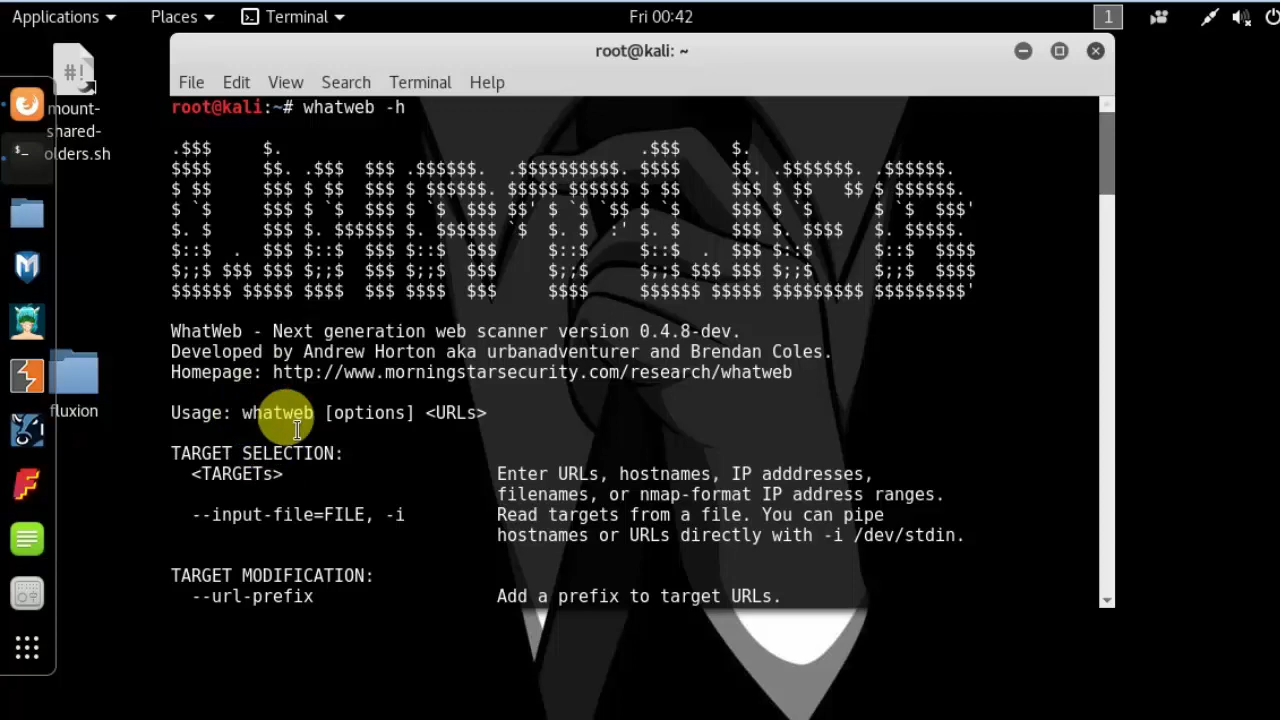 Applications Places Terminal Fri 00:42 1
root@kali: ~
File Edit View Search Terminal Help
#!
mount-
shared-
olders.sh
fluxion
root@kali:~# whatweb -h
.$$$     $.                                   .$$$     $.
$$$$     $$. .$$$  $$$ .$$$$$$.  .$$$$$$$$$$. $$$$     $$. .$$$$$$$. .$$$$$$.
$ $$     $$$ $ $$  $$$ $ $$$$$$. $$$$$ $$$$$$ $ $$     $$$ $ $$   $$ $ $$$$$$.
$ `$     $$$ $ `$  $$$ $ `$  $$$ $$' $ `$ `$$ $ `$     $$$ $ `$      $ `$  $$$'
$. $     $$$ $. $$$$$$ $. $$$$$$ `$  $. $  :' $. $     $$$ $. $$$$   $. $$$$$.
$::$  .  $$$ $::$  $$$ $::$  $$$     $::$     $::$  .  $$$ $::$      $::$  $$$$
$;;$ $$$ $$$ $;;$  $$$ $;;$  $$$     $;;$     $;;$ $$$ $$$ $;;$      $;;$  $$$$
$$$$$$ $$$$$ $$$$  $$$ $$$$  $$$     $$$$     $$$$$$ $$$$$ $$$$$$$$$ $$$$$$$$$'
WhatWeb - Next generation web scanner version 0.4.8-dev.
Developed by Andrew Horton aka urbanadventurer and Brendan Coles.
Homepage: http://www.morningstarsecurity.com/research/whatweb
Usage: whatweb [options] <URLs>
TARGET SELECTION:
<TARGETs> Enter URLs, hostnames, IP adddresses,
filenames, or nmap-format IP address ranges.
--input-file=FILE, -i Read targets from a file. You can pipe
hostnames or URLs directly with -i /dev/stdin.
TARGET MODIFICATION:
--url-prefix Add a prefix to target URLs.